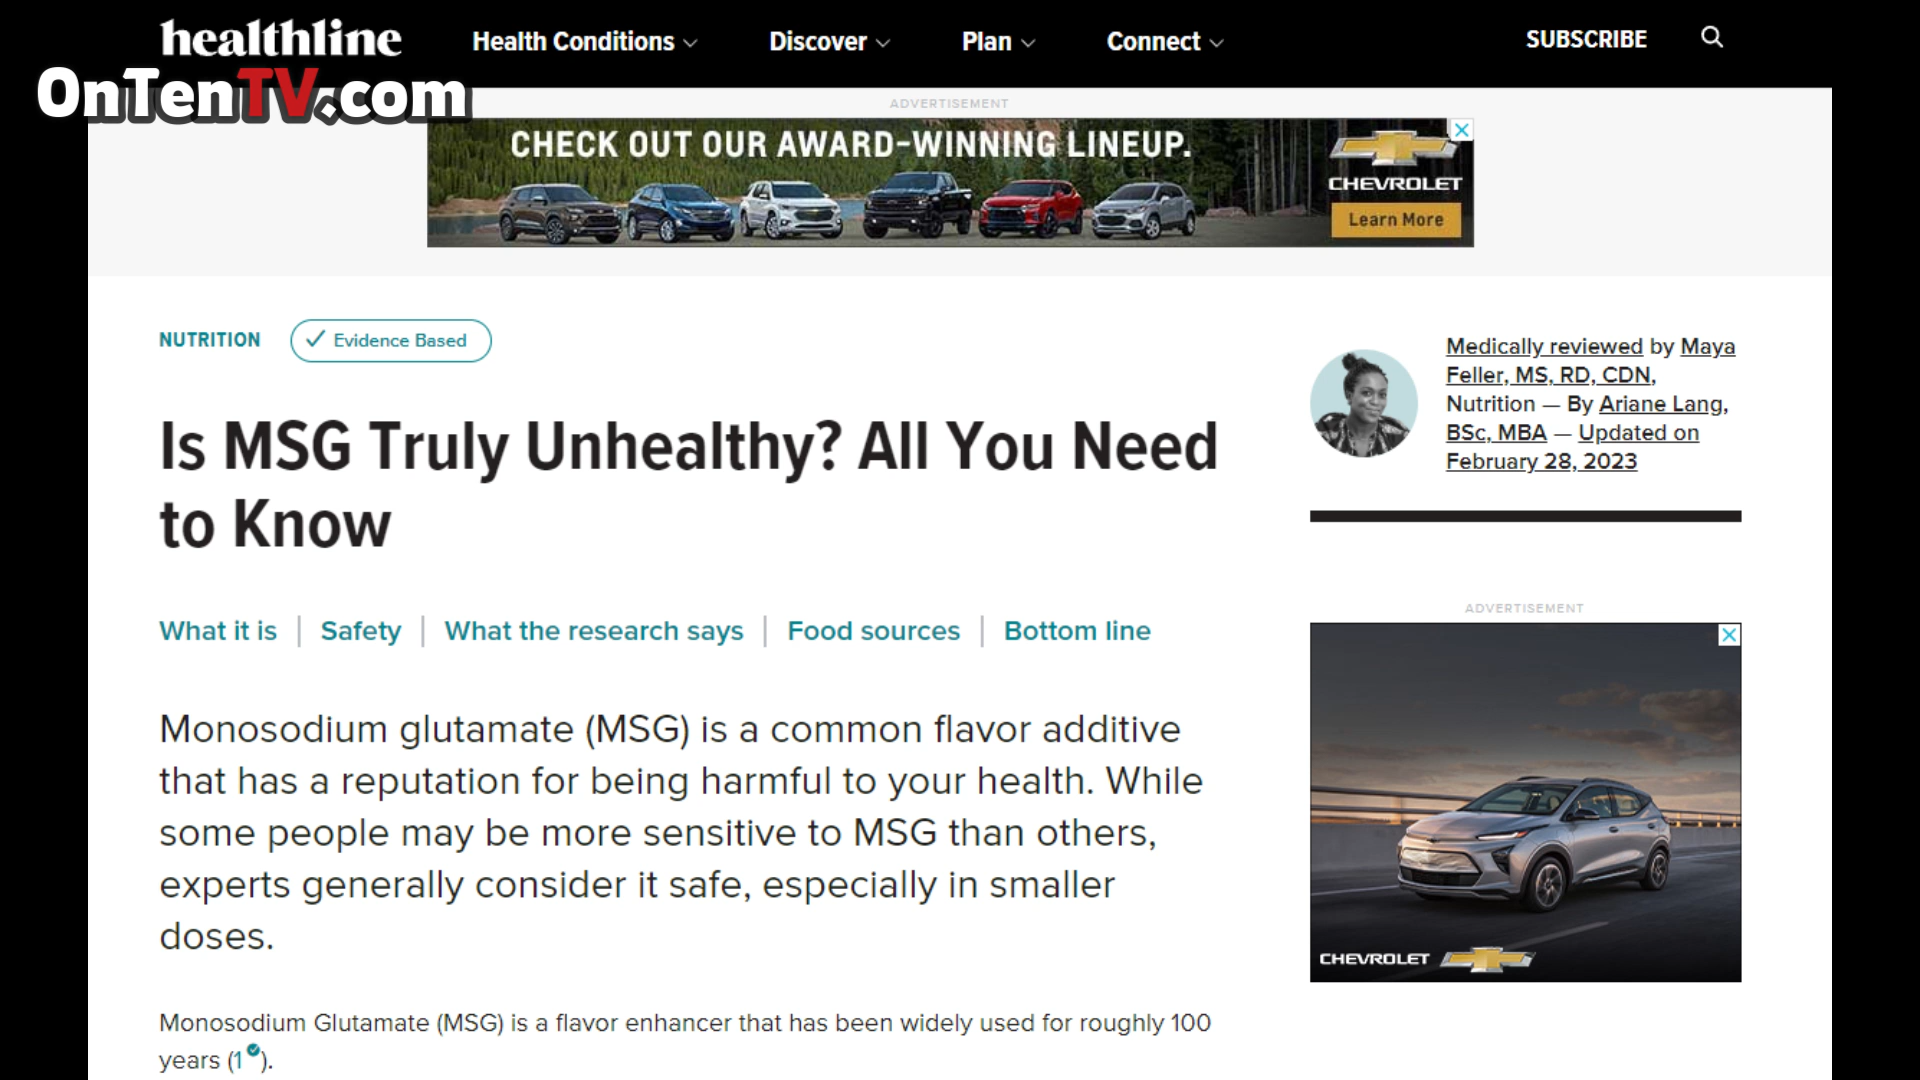 healthline
Health Conditions
Discover
Plan
Connect
SUBSCRIBE
OnTenTV.com
ADVERTISEMENT
CHECK OUT OUR AWARD-WINNING LINEUP.
CHEVROLET
Learn More
NUTRITION
Evidence Based
Is MSG Truly Unhealthy? All You Need
to Know
Medically reviewed by Maya
Feller, MS, RD, CDN,
Nutrition — By Ariane Lang,
BSc, MBA — Updated on
February 28, 2023
What it is
Safety
What the research says
Food sources
Bottom line
ADVERTISEMENT
CHEVROLET
Monosodium glutamate (MSG) is a common flavor additive
that has a reputation for being harmful to your health. While
some people may be more sensitive to MSG than others,
experts generally consider it safe, especially in smaller
doses.
Monosodium Glutamate (MSG) is a flavor enhancer that has been widely used for roughly 100
years (1).